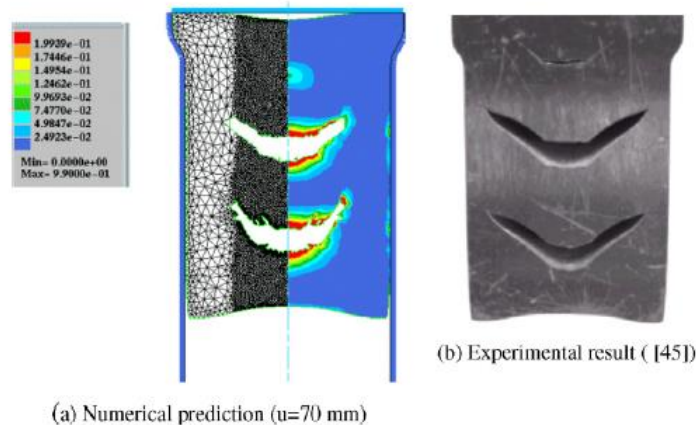 1.9939e-01
1.7446e-01
1.4954e-01
1.2462e-01
9.9693e-02
7.4770e-02
4.9847e-02
2.4923e-02
Min= 0.0000e+00
Max= 9.9000e-01
(b) Experimental result ( [45])
(a) Numerical prediction (u=70 mm)